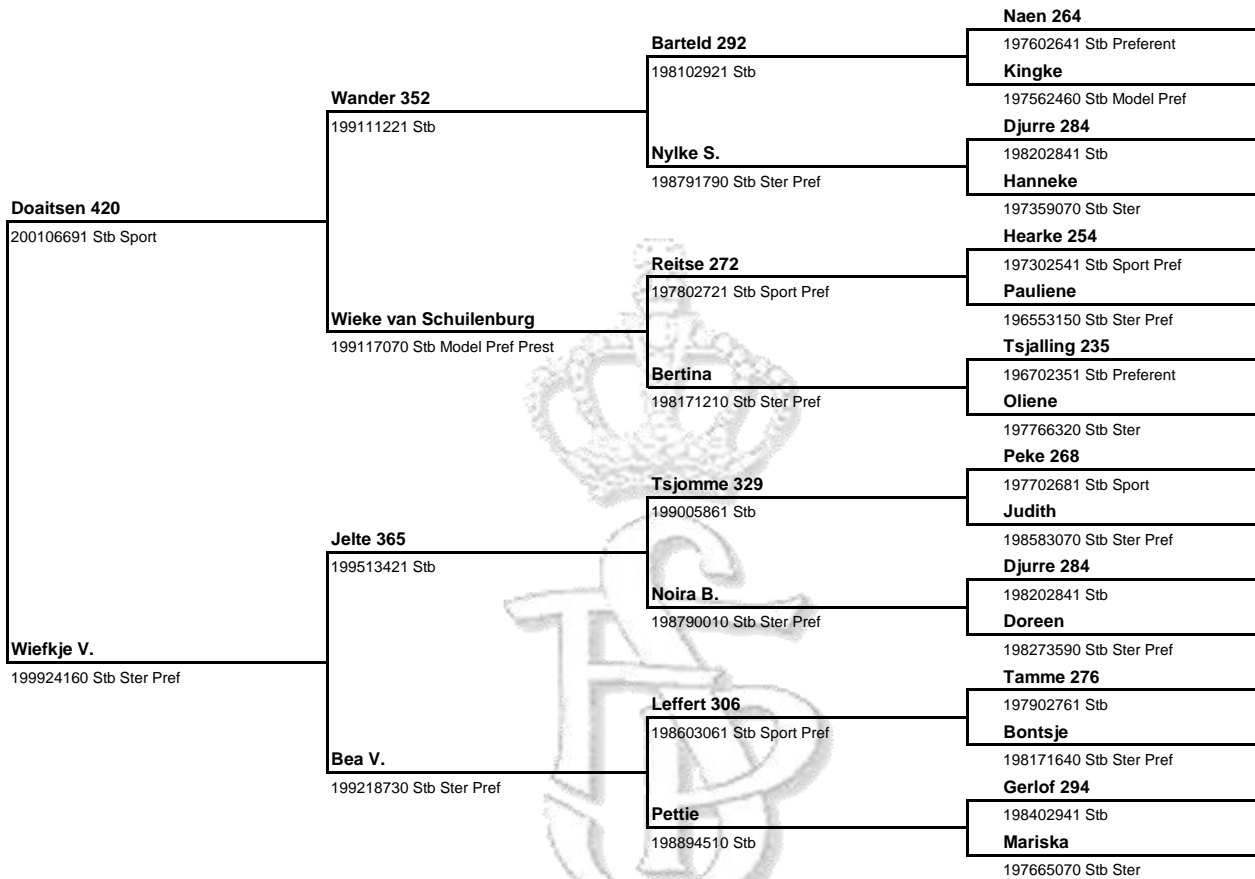 Doaitsen 420
200106691 Stb Sport
Wiefkje V.
199924160 Stb Ster Pref
Wander 352
199111221 Stb
Wieke van Schuilenburg
199117070 Stb Model Pref Prest
Jelte 365
199513421 Stb
Bea V.
199218730 Stb Ster Pref
Barteld 292
198102921 Stb
Nylke S.
198791790 Stb Ster Pref
Reitse 272
197802721 Stb Sport Pref
Bertina
198171210 Stb Ster Pref
Tsjomme 329
199005861 Stb
Noira B.
198790010 Stb Ster Pref
Leffert 306
198603061 Stb Sport Pref
Pettie
198894510 Stb
Naen 264
197602641 Stb Preferent
Kingke
197562460 Stb Model Pref
Djurre 284
198202841 Stb
Hanneke
197359070 Stb Ster
Hearke 254
197302541 Stb Sport Pref
Pauliene
196553150 Stb Ster Pref
Tsjalling 235
196702351 Stb Preferent
Oliene
197766320 Stb Ster
Peke 268
197702681 Stb Sport
Judith
198583070 Stb Ster Pref
Djurre 284
198202841 Stb
Doreen
198273590 Stb Ster Pref
Tamme 276
197902761 Stb
Bontsje
198171640 Stb Ster Pref
Gerlof 294
198402941 Stb
Mariska
197665070 Stb Ster